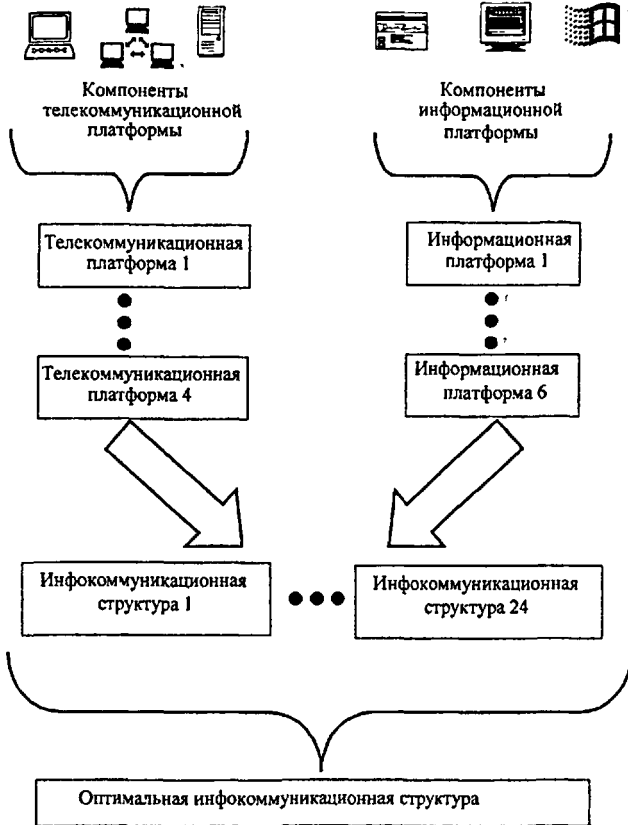 Компоненты
телекоммуникационной
платформы
Компоненты
информационной
платформы
Телекоммуникационная
платформа 1
Информационная
платформа 1
Телекоммуникационная
платформа 4
Информационная
платформа 6
Инфокоммуникационная
структура 1
Инфокоммуникационная
структура 24
Оптимальная инфокоммуникационная структура